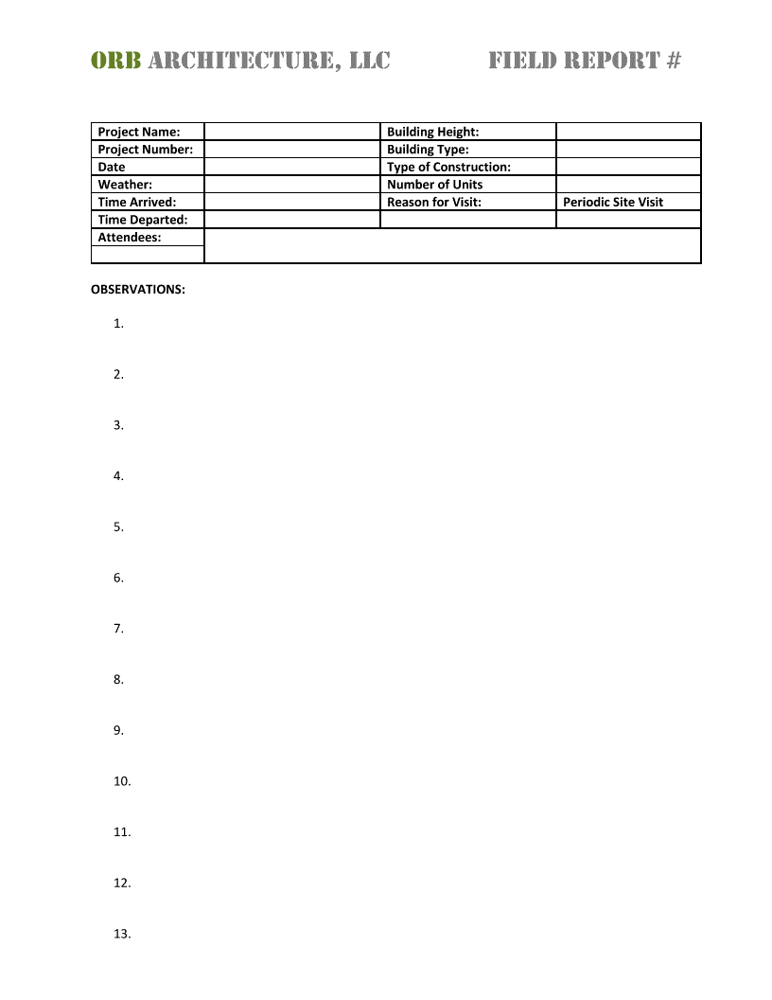 ORB ARCHITECTURE, LLC FIELD REPORT #
Project Name: Building Height:
Project Number: Building Type:
Date Type of Construction:
Weather: Number of Units
Time Arrived: Reason for Visit: Periodic Site Visit
Time Departed:
Attendees:
OBSERVATIONS:
1.
2.
3.
4.
5.
6.
7.
8.
9.
10.
11.
12.
13.